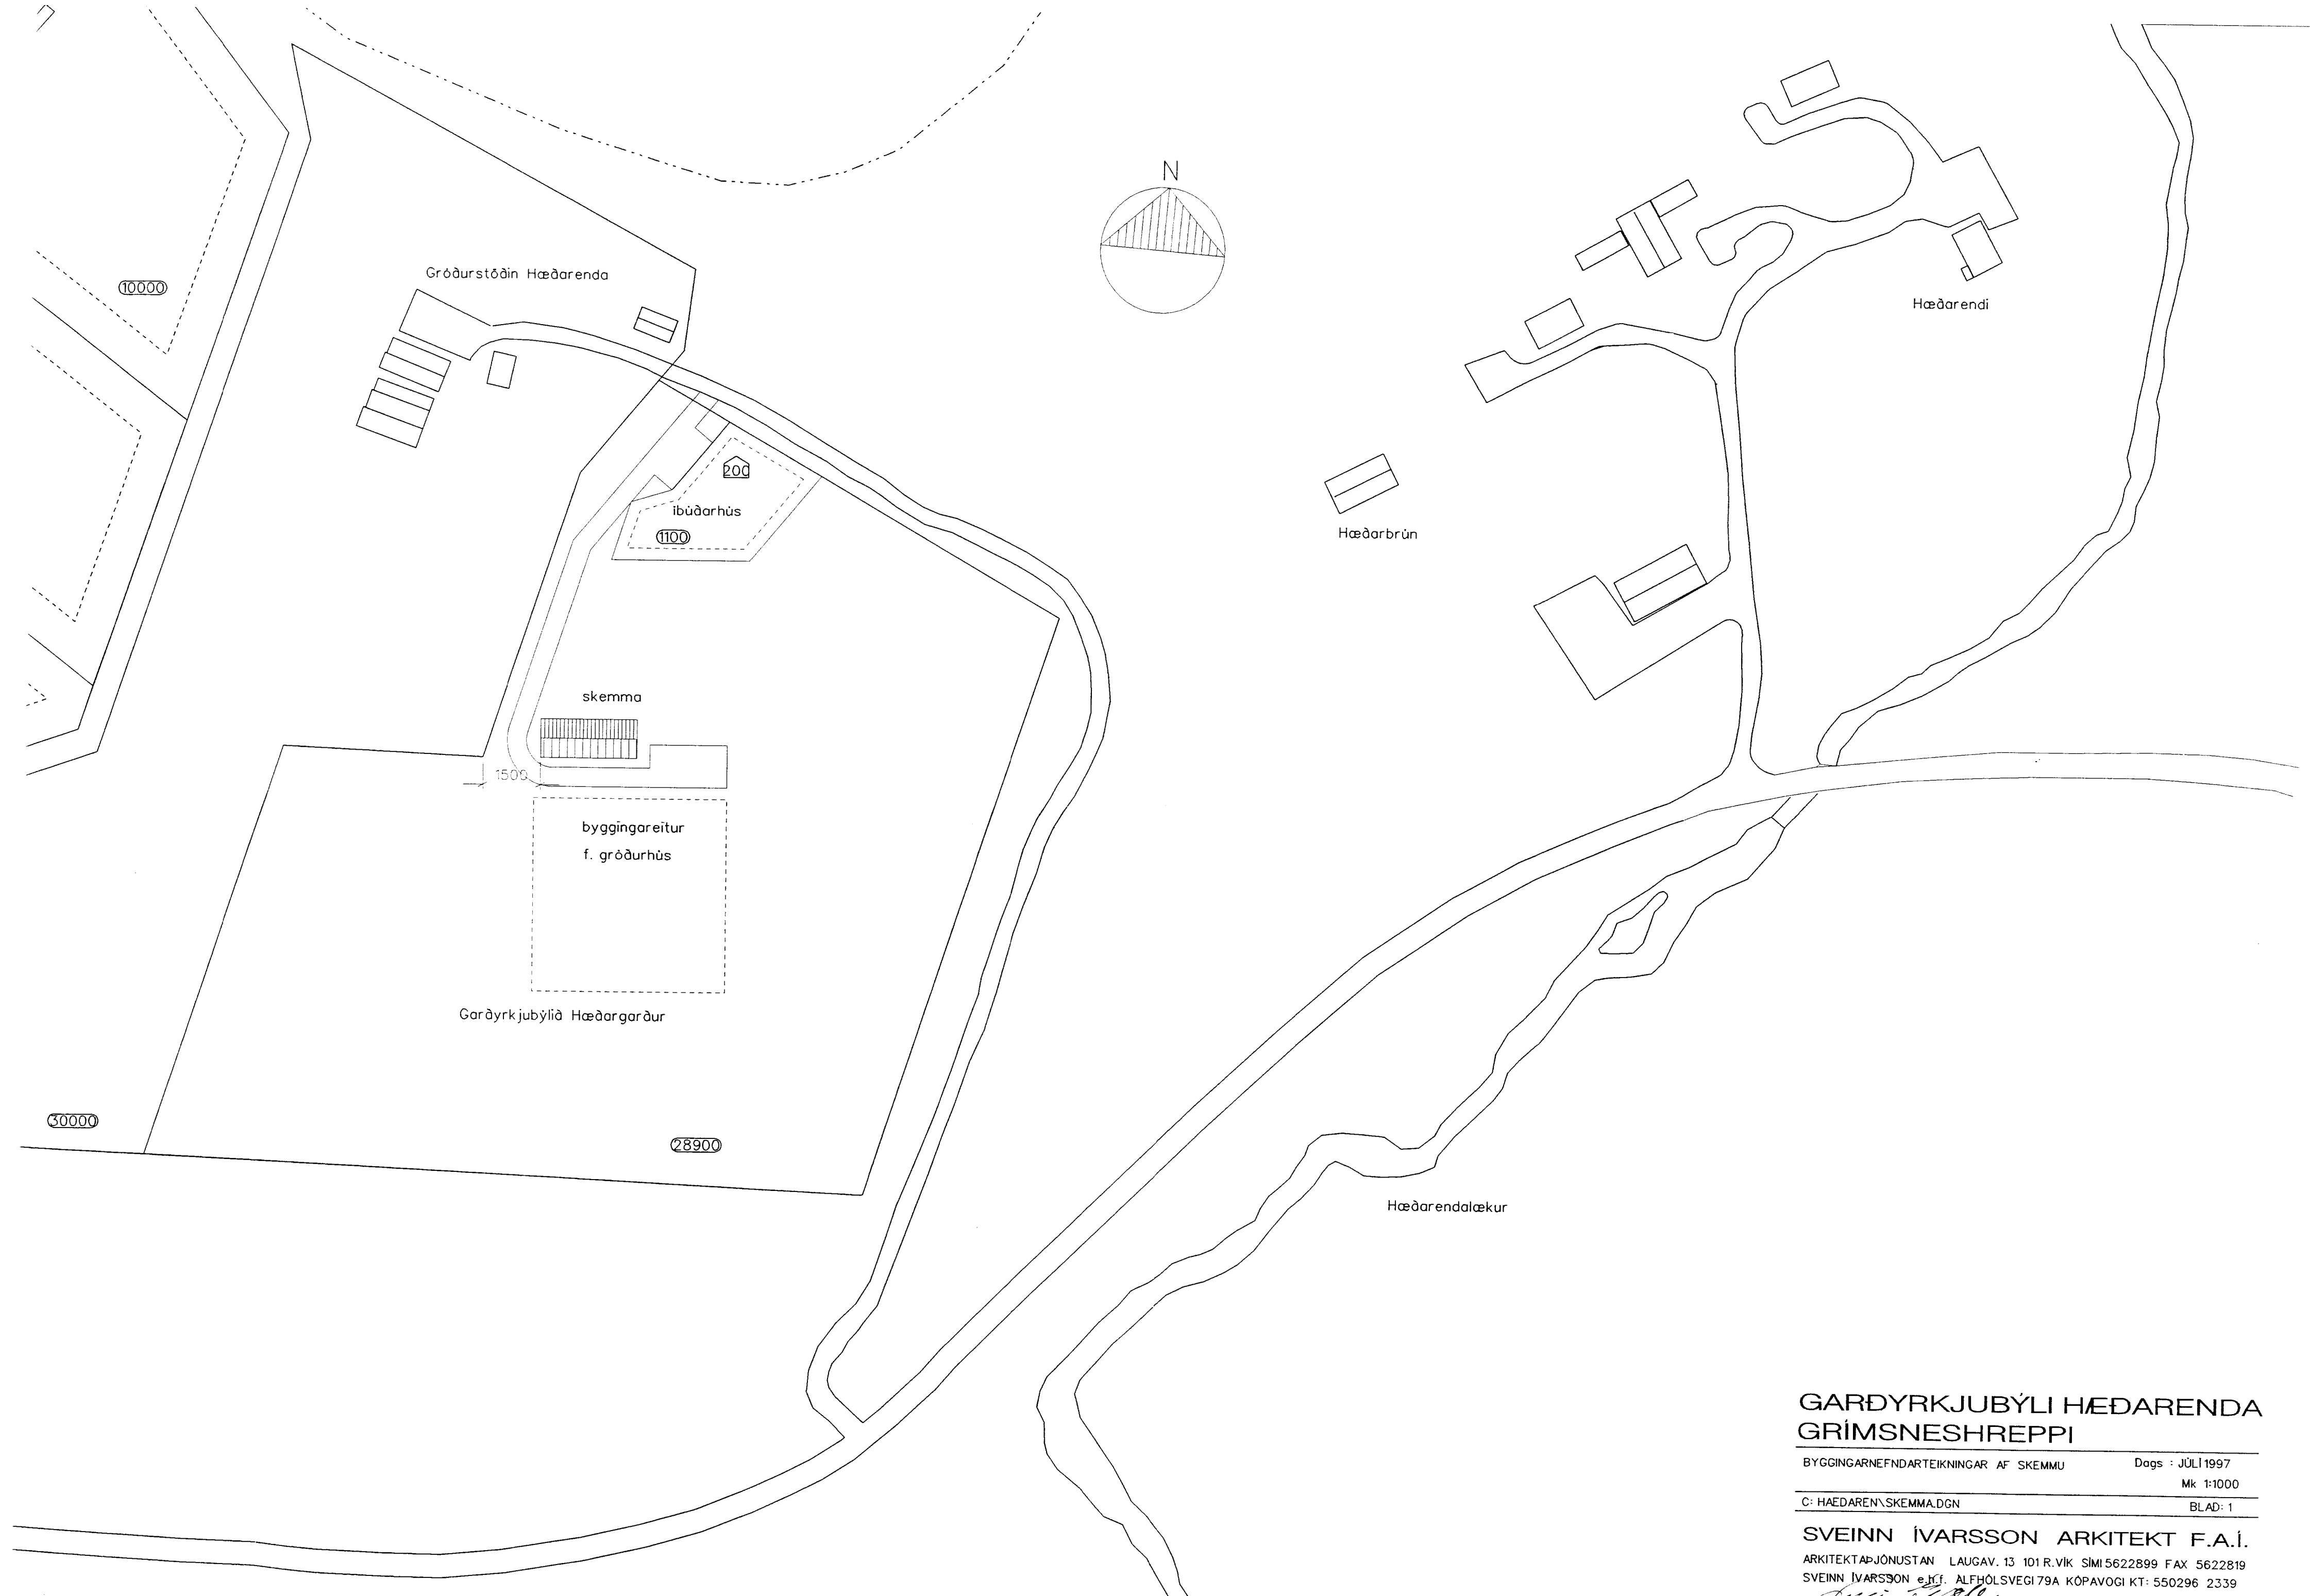 N
Gróðurstöðin Hæðarenda
10000
Hæðarendi
200
íbúðarhús
1100
Hæðarbrún
skemma
1500
byggingareitur
f. gróðurhús
Garðyrkjubýlið Hæðargarður
30000
28900
Hæðarendalækur
GARÐYRKJUBÝLI HÆÐARENDA
GRÍMSNESHREPPI
BYGGINGARNEFNDARTEIKNINGAR AF SKEMMU Dags : JÚLÍ 1997
Mk 1:1000
C: HAEDAREN\SKEMMA.DGN BLAD: 1
SVEINN ÍVARSSON ARKITEKT F.A.Í.
ARKITEKTAÞJÓNUSTAN LAUGAV. 13 101 R.VÍK SÍMI 5622899 FAX 5622819
SVEINN ÍVARSSON e.h.f. ALFHÓLSVEGI 79A KÓPAVOGI KT: 550296 2339